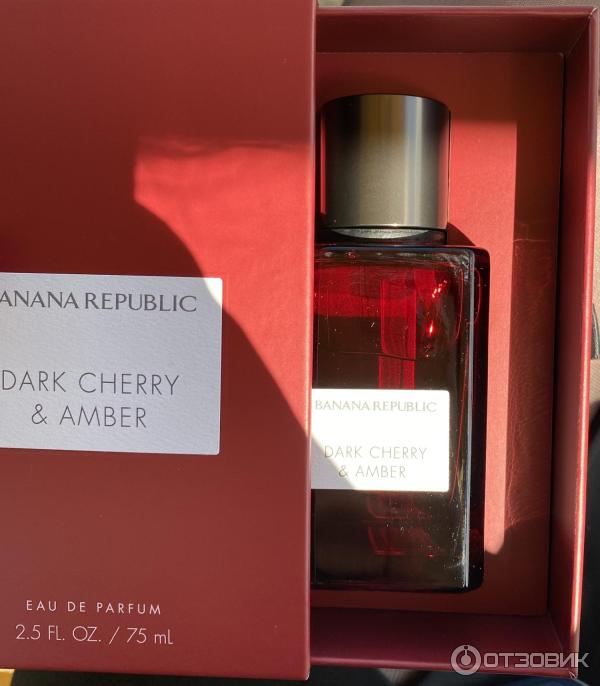 ANANA REPUBLIC
DARK CHERRY
& AMBER
EAU DE PARFUM
2.5 FL. OZ. / 75 mL
BANANA REPUBLIC
DARK CHERRY
& AMBER
ОТЗОВИК